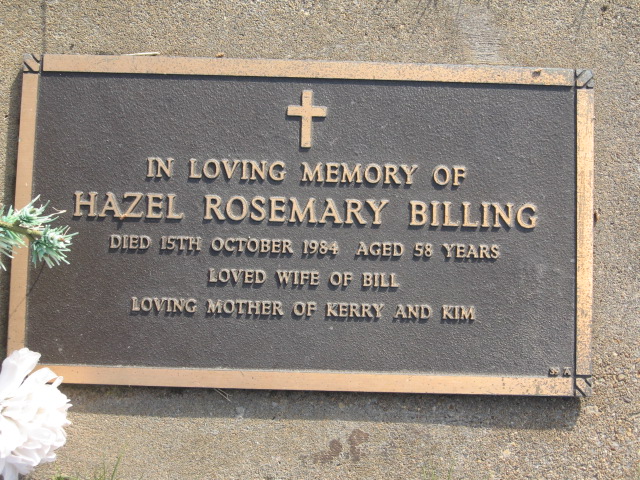 IN LOVING MEMORY OF
HAZEL ROSEMARY BILLING
DIED 15TH OCTOBER 1984 AGED 58 YEARS
LOVED WIFE OF BILL
LOVING MOTHER OF KERRY AND KIM